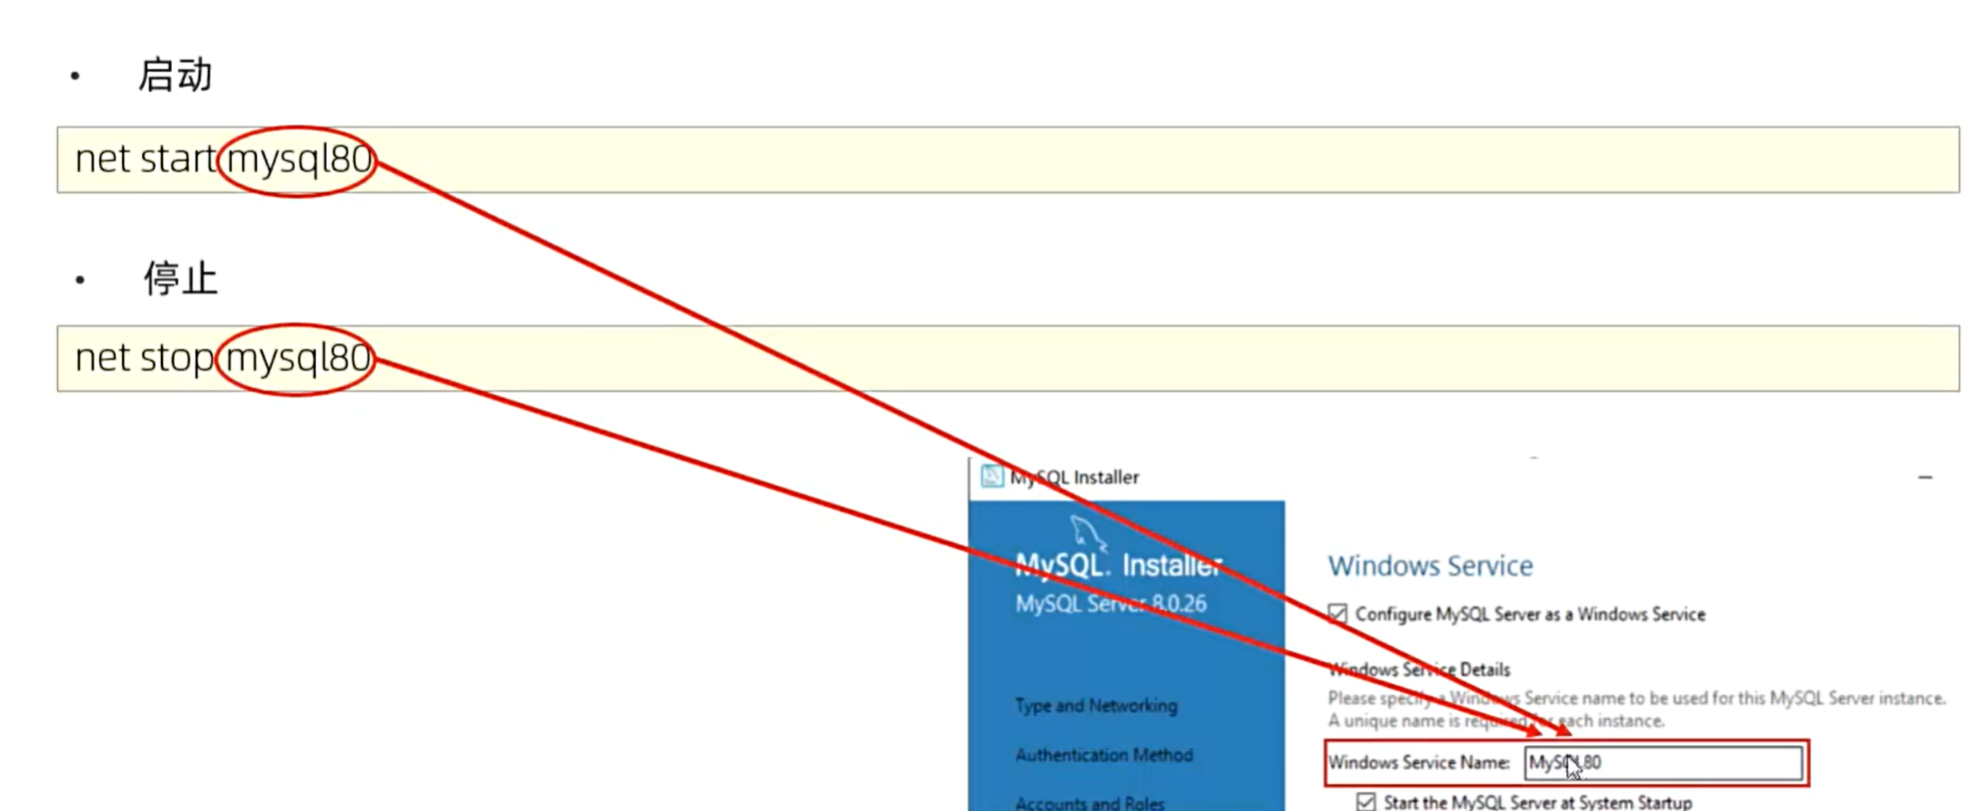 • 启动
net start mysql80
• 停止
net stop mysql80
MySQL Installer
MySQL. Installer
MySQL Server 8.0.26
Windows Service
Configure MySQL Server as a Windows Service
Windows Service Details
Type and Networking
Please specify a Windows Service name to be used for this MySQL Server instance.
A unique name is required for each instance.
Authentication Method
Windows Service Name: MySQL80
Accounts and Roles
Start the MySQL Server at System Startup